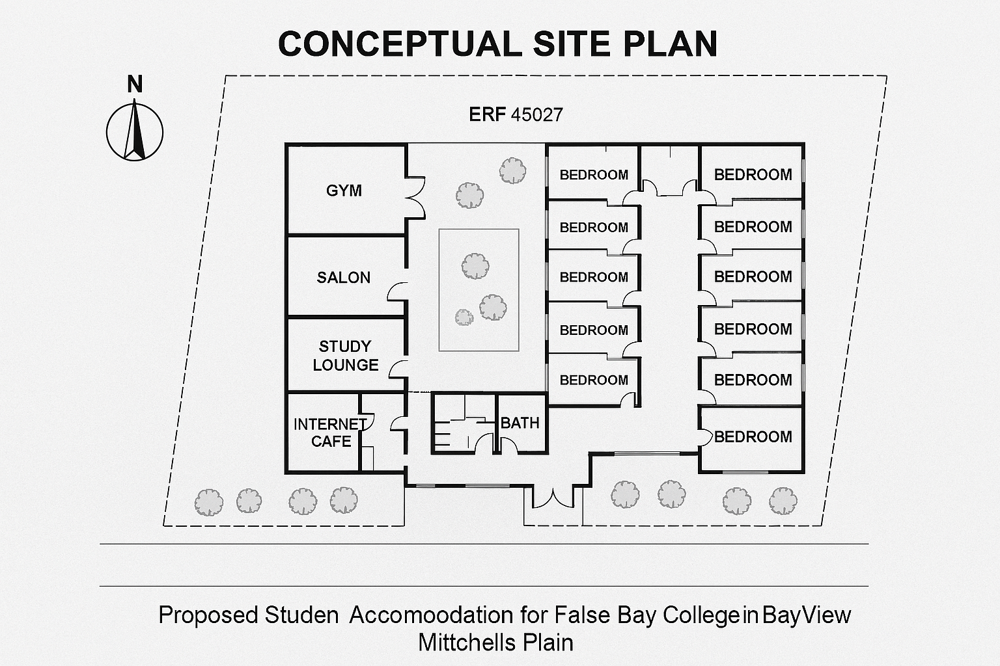 CONCEPTUAL SITE PLAN
N
ERF 45027
GYM
SALON
STUDY
LOUNGE
INTERNET
CAFE
BATH
BEDROOM
BEDROOM
BEDROOM
BEDROOM
BEDROOM
BEDROOM
BEDROOM
BEDROOM
BEDROOM
BEDROOM
BEDROOM
Proposed Studen Accomoodation for False Bay College in BayView
Mittchells Plain